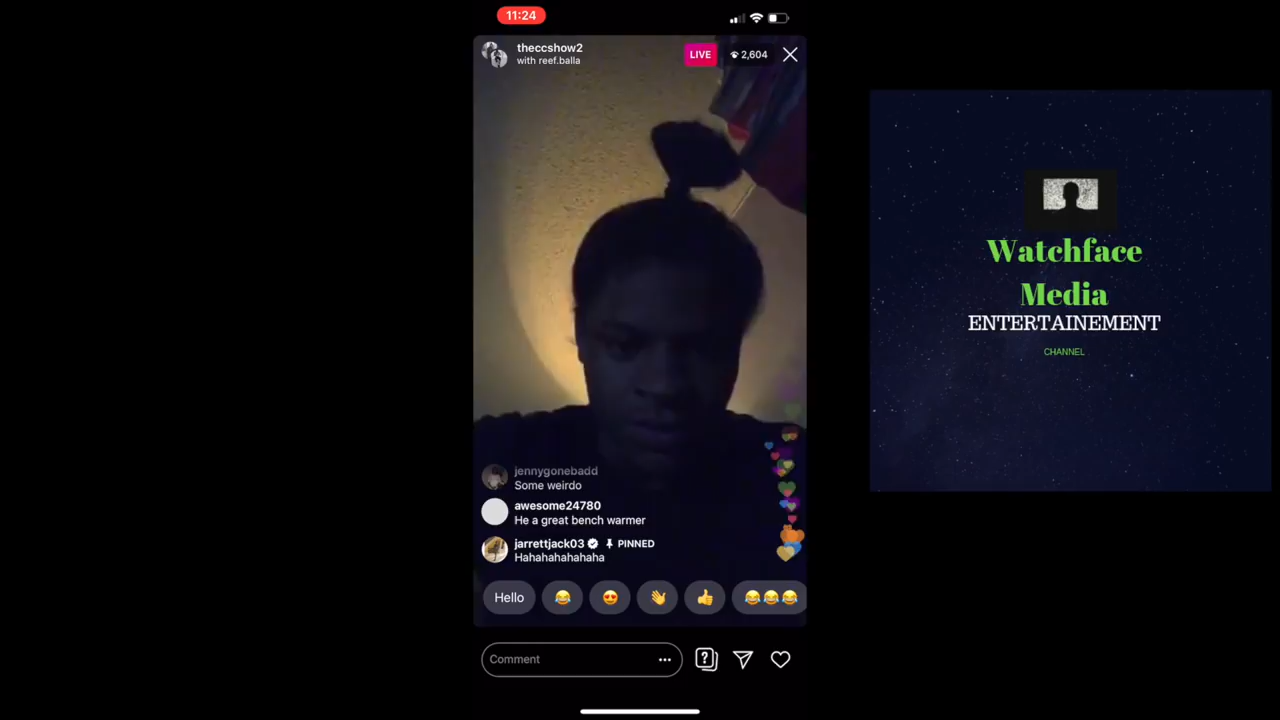 11:24
theccshow2
with reef.balla
LIVE
2,604
jennygonebadd
Some weirdo
awesome24780
He a great bench warmer
jarrettjack03 PINNED
Hahahahahahaha
Hello
Comment
Watchface
Media
ENTERTAINEMENT
CHANNEL